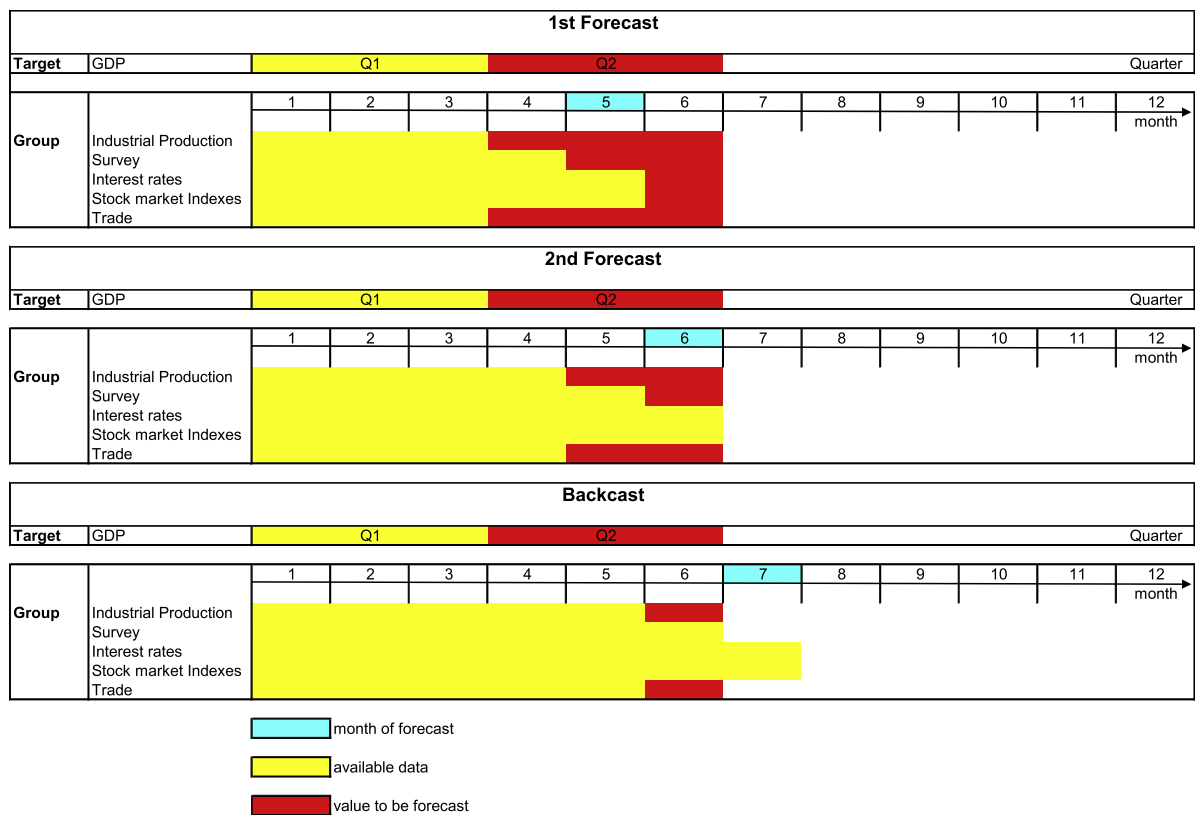 1st Forecast
Target GDP Q1 Q2 Quarter
1 2 3 4 5 6 7 8 9 10 11 12
month
Group Industrial Production
Survey
Interest rates
Stock market Indexes
Trade
2nd Forecast
Target GDP Q1 Q2 Quarter
1 2 3 4 5 6 7 8 9 10 11 12
month
Group Industrial Production
Survey
Interest rates
Stock market Indexes
Trade
Backcast
Target GDP Q1 Q2 Quarter
1 2 3 4 5 6 7 8 9 10 11 12
month
Group Industrial Production
Survey
Interest rates
Stock market Indexes
Trade
month of forecast
available data
value to be forecast